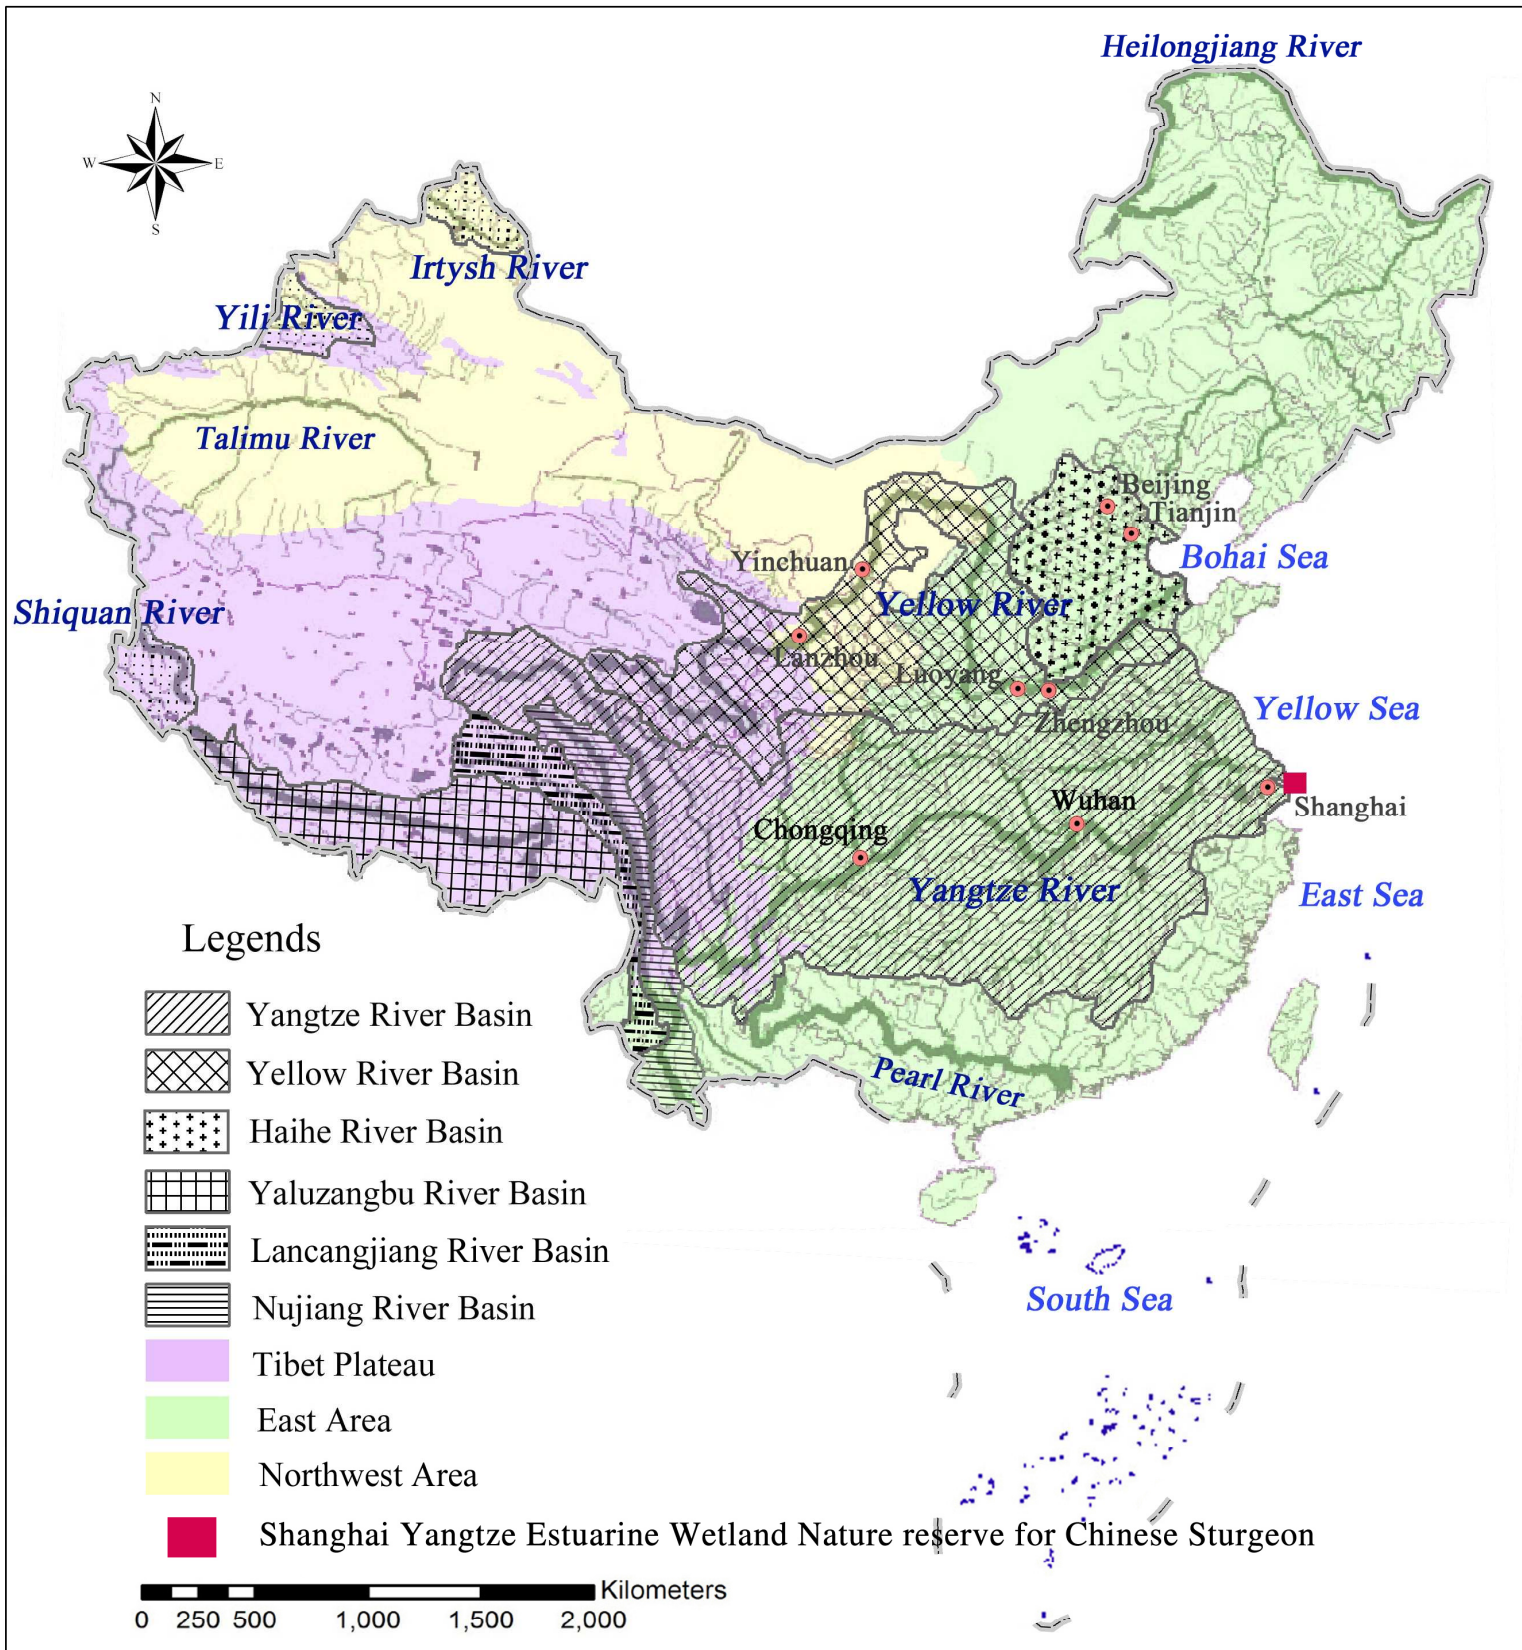 Heilongjiang River
N
W
E
S
Irtysh River
Yili River
Talimu River
Beijing
Tianjin
Bohai Sea
Yinchuan
Shiquan River
Yellow River
Lanzhou
Luoyang
Zhengzhou
Yellow Sea
Wuhan
Shanghai
Chongqing
Yangtze River
East Sea
Legends
Yangtze River Basin
Yellow River Basin
Pearl River
Haihe River Basin
Yaluzangbu River Basin
Lancangjiang River Basin
Nujiang River Basin
South Sea
Tibet Plateau
East Area
Northwest Area
Shanghai Yangtze Estuarine Wetland Nature reserve for Chinese Sturgeon
Kilometers
0 250 500 1,000 1,500 2,000